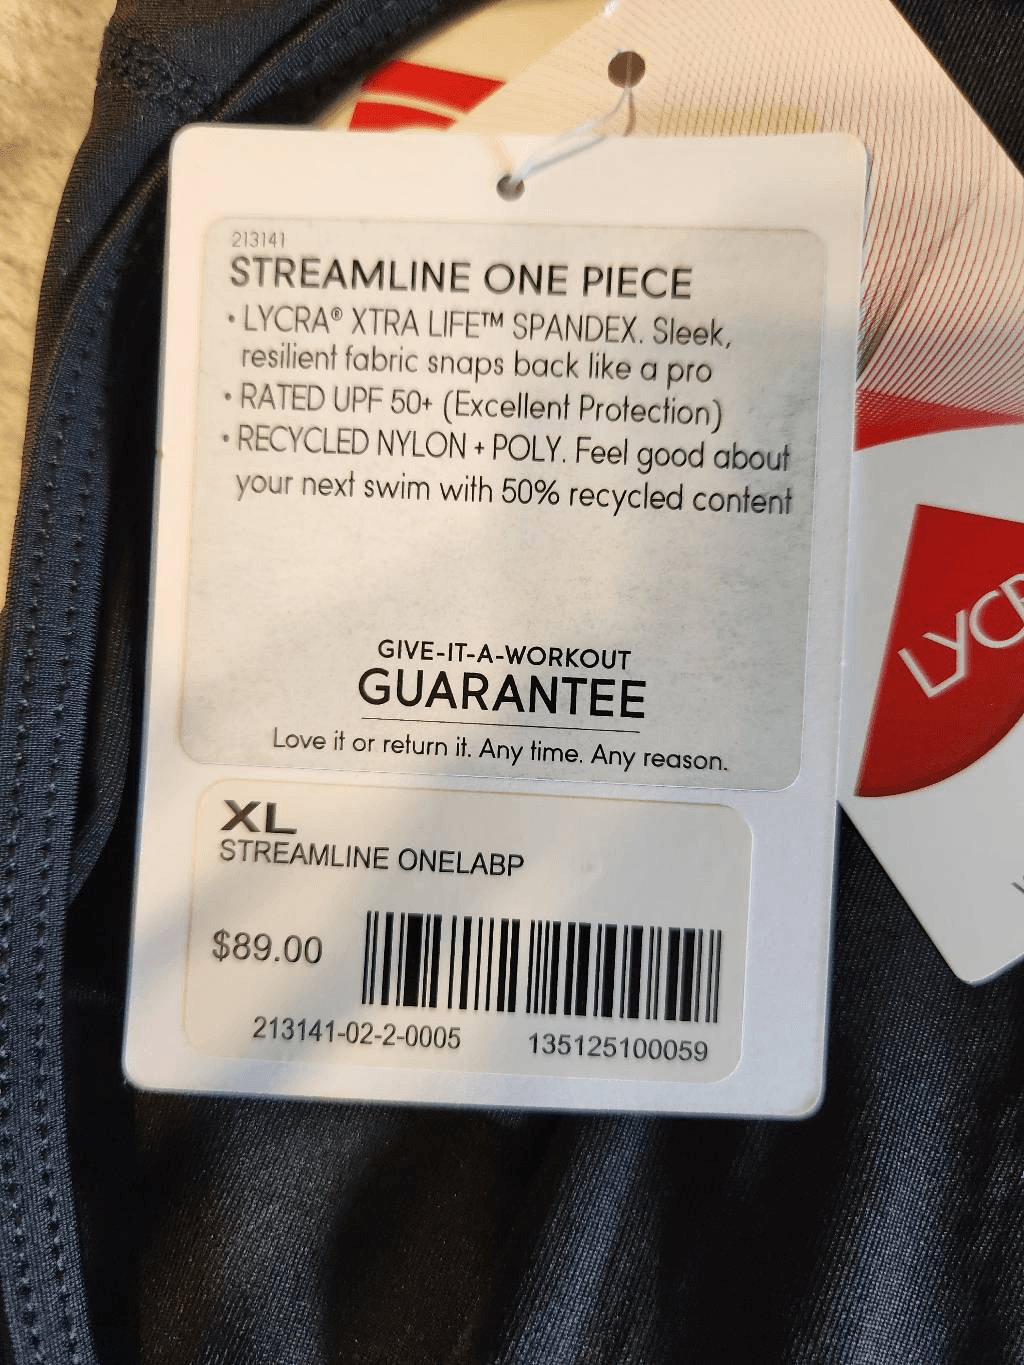 213141
STREAMLINE ONE PIECE
• LYCRA® XTRA LIFE™ SPANDEX. Sleek,
resilient fabric snaps back like a pro
• RATED UPF 50+ (Excellent Protection)
• RECYCLED NYLON + POLY. Feel good about
your next swim with 50% recycled content
GIVE-IT-A-WORKOUT
GUARANTEE
Love it or return it. Any time. Any reason.
XL
STREAMLINE ONELABP
$89.00
213141-02-2-0005
135125100059
LYCR